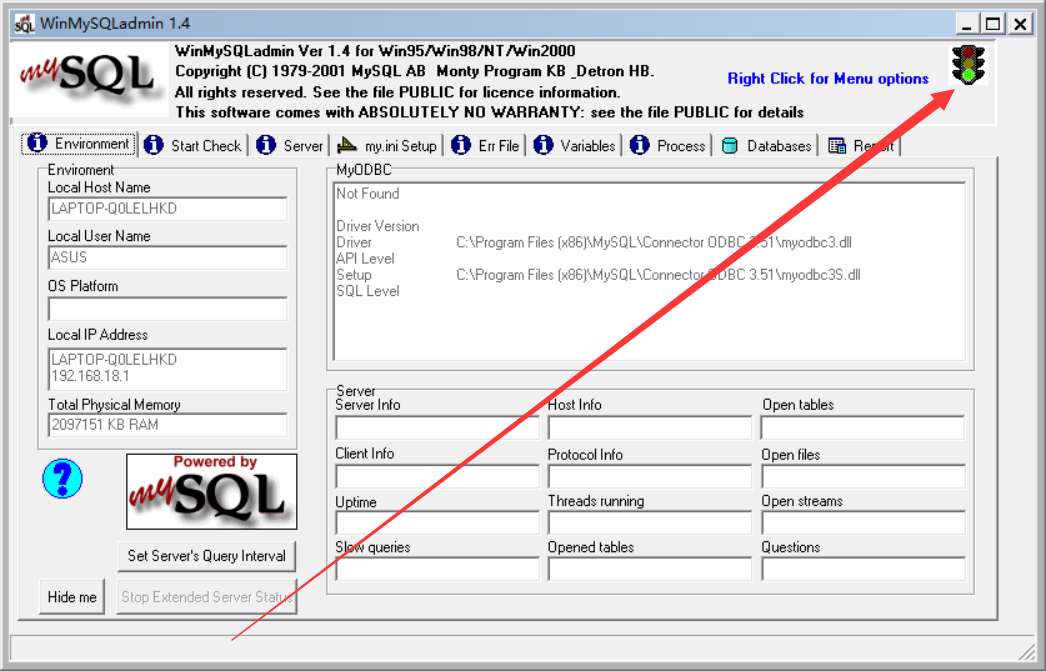 WinMySQLadmin 1.4
mySQL
WinMySQLadmin Ver 1.4 for Win95/Win98/NT/Win2000
Copyright (C) 1979-2001 MySQL AB Monty Program KB _Detron HB.
All rights reserved. See the file PUBLIC for licence information.
This software comes with ABSOLUTELY NO WARRANTY: see the file PUBLIC for details
Right Click for Menu options
Environment Start Check Server my.ini Setup Err File Variables Process Databases Report
Enviroment
Local Host Name
LAPTOP-Q0LELHKD
Local User Name
ASUS
OS Platform
Local IP Address
LAPTOP-Q0LELHKD
192.168.18.1
Total Physical Memory
2097151 KB RAM
?
Powered by
mySQL
Set Server's Query Interval
Hide me
Stop Extended Server Status
MyODBC
Not Found
Driver Version
Driver C:\Program Files (x86)\MySQL\Connector ODBC 3.51\myodbc3.dll
API Level
Setup C:\Program Files (x86)\MySQL\Connector ODBC 3.51\myodbc3S.dll
SQL Level
Server
Server Info Host Info Open tables
Client Info Protocol Info Open files
Uptime Threads running Open streams
Slow queries Opened tables Questions